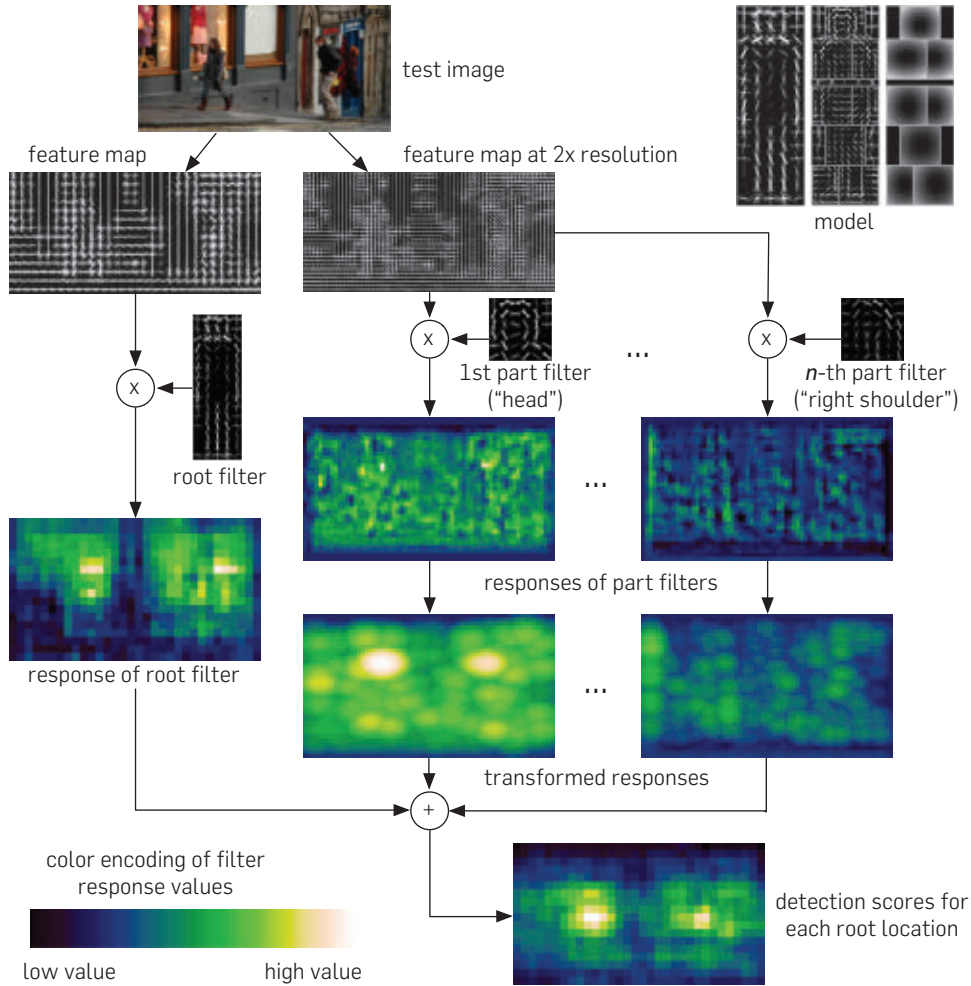 test image
feature map
feature map at 2x resolution
model
x
x
x
...
1st part filter
("head")
n-th part filter
("right shoulder")
root filter
...
responses of part filters
response of root filter
...
transformed responses
+
color encoding of filter
response values
low value
high value
detection scores for
each root location